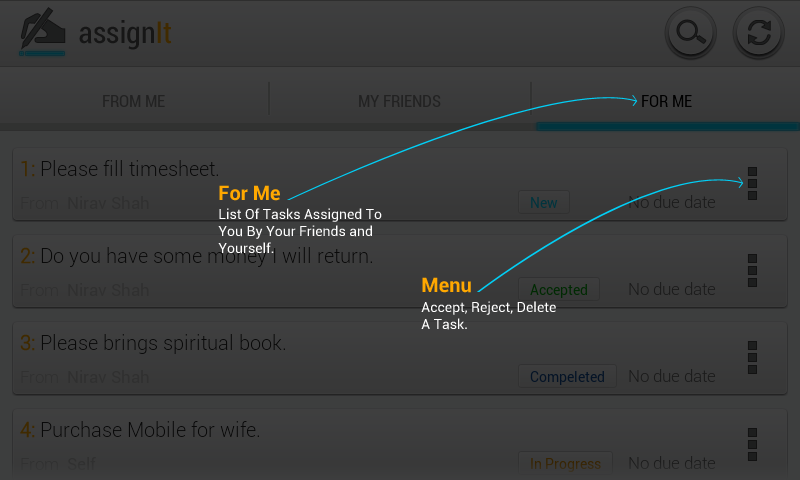 assignIt
FROM ME
MY FRIENDS
FOR ME
1: Please fill timesheet.
From: Nirav Shah
New
No due date
For Me
List Of Tasks Assigned To
You By Your Friends and
Yourself.
2: Do you have some money I will return.
From: Nirav Shah
Accepted
No due date
Menu
Accept, Reject, Delete
A Task.
3: Please brings spiritual book.
From: Nirav Shah
Compeleted
No due date
4: Purchase Mobile for wife.
From: Self
In Progress
No due date